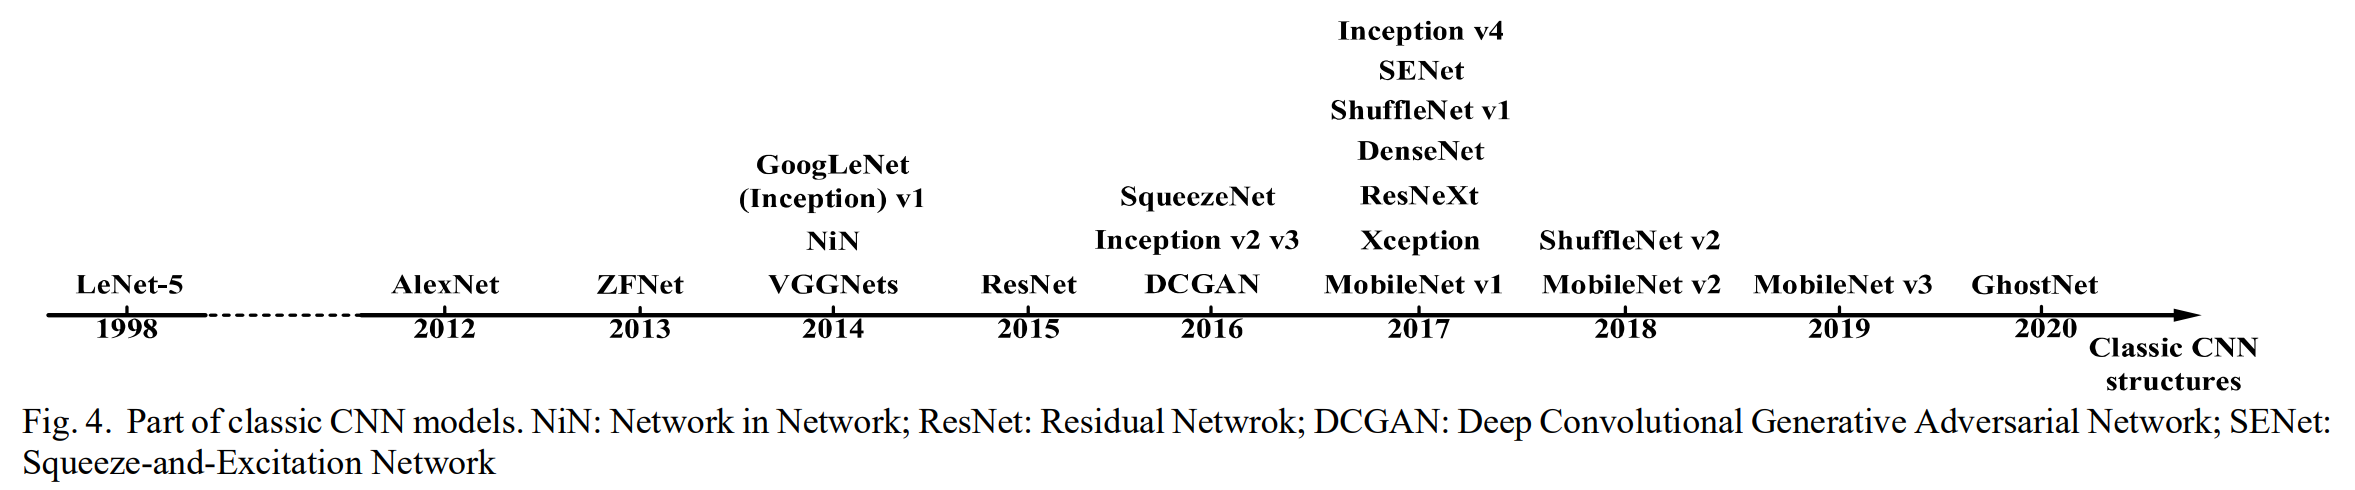 Inception v4
SENet
ShuffleNet v1
DenseNet
GoogLeNet
(Inception) v1
SqueezeNet
ResNeXt
NiN
Inception v2 v3
Xception
ShuffleNet v2
LeNet-5
AlexNet
ZFNet
VGGNets
ResNet
DCGAN
MobileNet v1
MobileNet v2
MobileNet v3
GhostNet
1998
2012
2013
2014
2015
2016
2017
2018
2019
2020
Classic CNN
structures
Fig. 4. Part of classic CNN models. NiN: Network in Network; ResNet: Residual Netwrok; DCGAN: Deep Convolutional Generative Adversarial Network; SENet:
Squeeze-and-Excitation Network